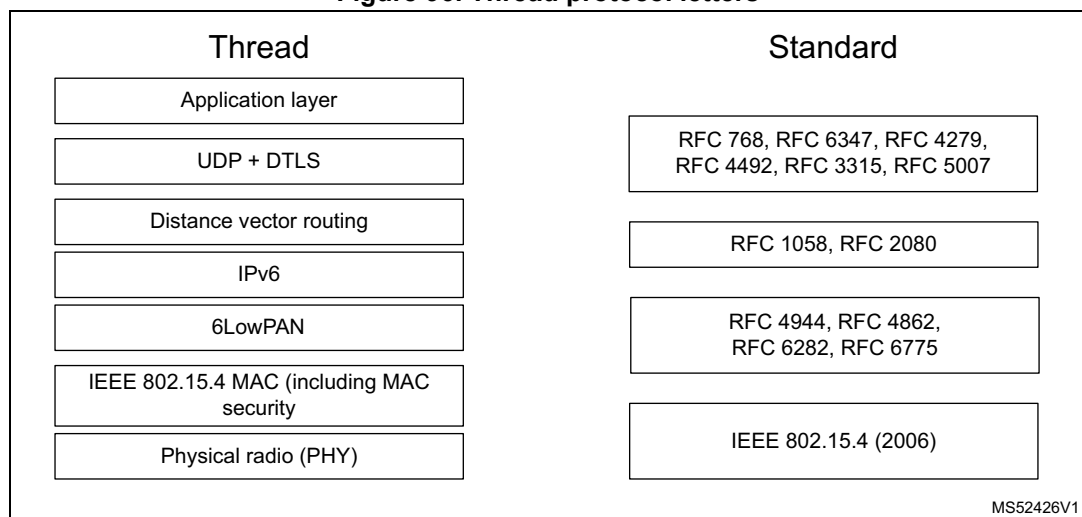 Figure Thread protocol letters
Thread
Application layer
UDP + DTLS
Distance vector routing
IPv6
6LowPAN
IEEE 802.15.4 MAC (including MAC
security
Physical radio (PHY)
Standard
RFC 768, RFC 6347, RFC 4279,
RFC 4492, RFC 3315, RFC 5007
RFC 1058, RFC 2080
RFC 4944, RFC 4862,
RFC 6282, RFC 6775
IEEE 802.15.4 (2006)
MS52426V1